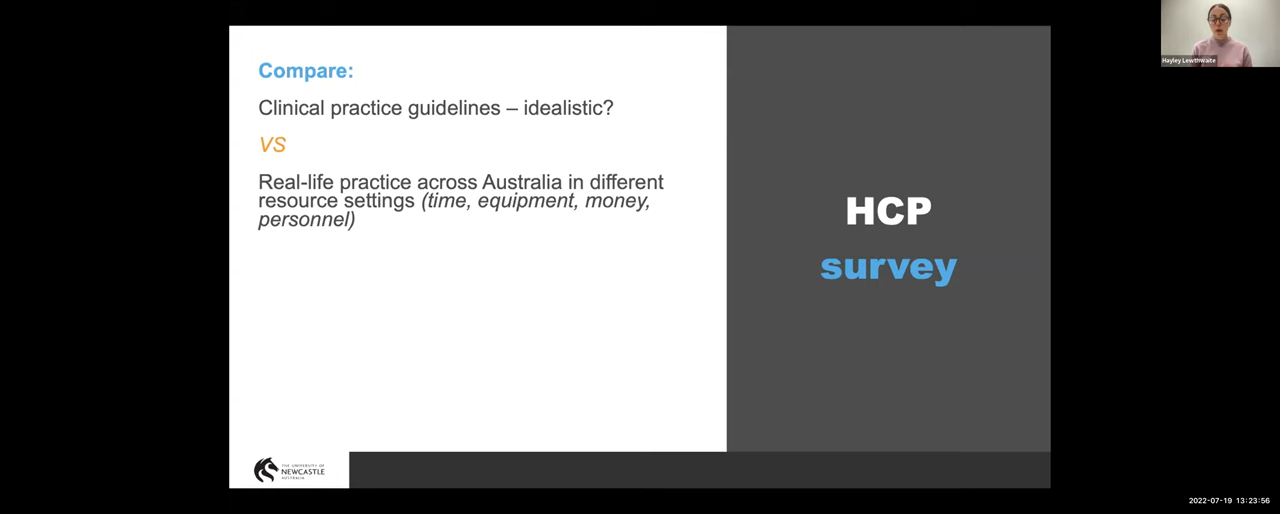 Compare:
Clinical practice guidelines – idealistic?
VS
Real-life practice across Australia in different
resource settings (time, equipment, money,
personnel)
HCP
survey
THE UNIVERSITY OF
NEWCASTLE
AUSTRALIA
Hayley Lewthwaite
2022-07-19 13:23:56